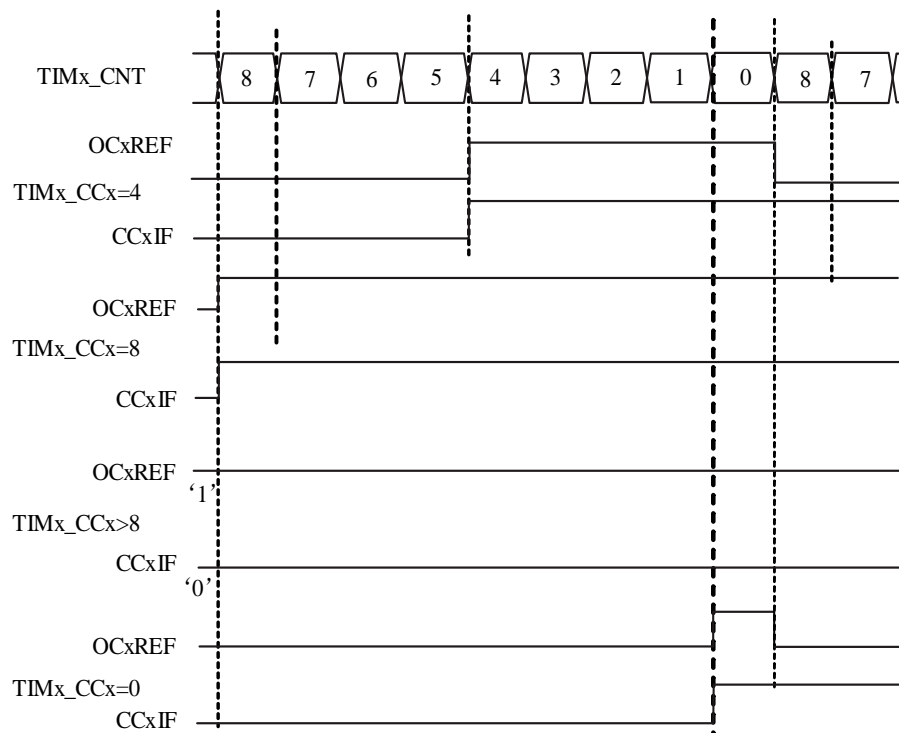 TIMx_CNT 8 7 6 5 4 3 2 1 0 8 7
OCxREF
TIMx_CCx=4
CCxIF
OCxREF
TIMx_CCx=8
CCxIF
OCxREF
‘1’
TIMx_CCx>8
CCxIF
‘0’
OCxREF
TIMx_CCx=0
CCxIF